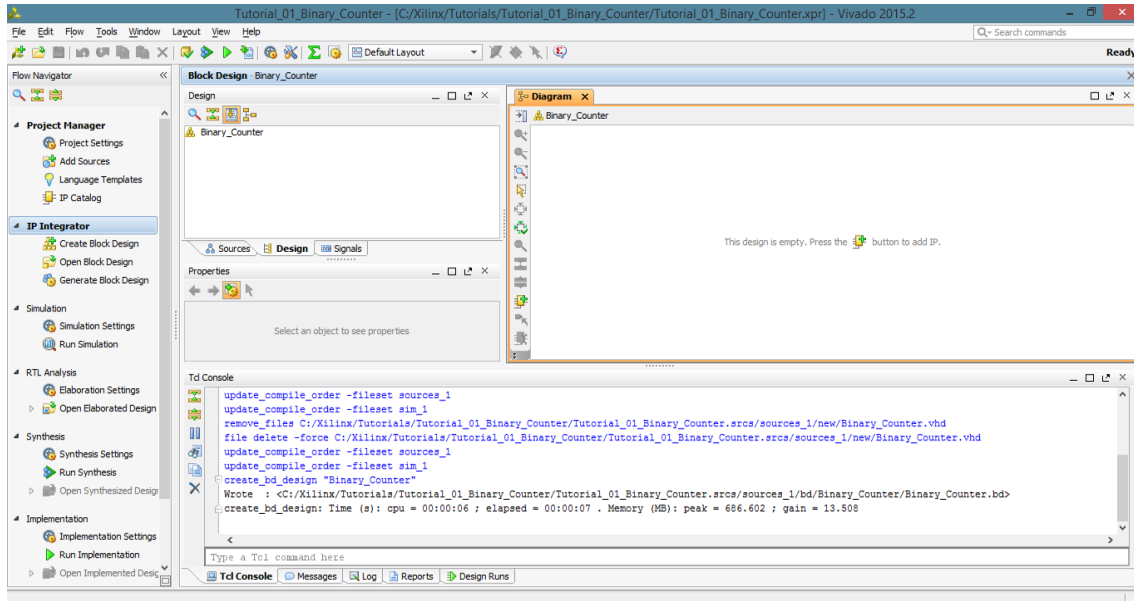 Tutorial_01_Binary_Counter - [C:/Xilinx/Tutorials/Tutorial_01_Binary_Counter/Tutorial_01_Binary_Counter.xpr] - Vivado 2015.2
File Edit Flow Tools Window Layout View Help
Search commands
Default Layout
Ready
Flow Navigator
Project Manager
Project Settings
Add Sources
Language Templates
IP Catalog
IP Integrator
Create Block Design
Open Block Design
Generate Block Design
Simulation
Simulation Settings
Run Simulation
RTL Analysis
Elaboration Settings
Open Elaborated Design
Synthesis
Synthesis Settings
Run Synthesis
Open Synthesized Desigr
Implementation
Implementation Settings
Run Implementation
Open Implemented Desig
Block Design - Binary_Counter
Design
Binary_Counter
Sources Design Signals
Properties
Select an object to see properties
Diagram
Binary_Counter
This design is empty. Press the button to add IP.
Tcl Console
update_compile_order -fileset sources_1
update_compile_order -fileset sim_1
remove_files C:/Xilinx/Tutorials/Tutorial_01_Binary_Counter/Tutorial_01_Binary_Counter.srcs/sources_1/new/Binary_Counter.vhd
file delete -force C:/Xilinx/Tutorials/Tutorial_01_Binary_Counter/Tutorial_01_Binary_Counter.srcs/sources_1/new/Binary_Counter.vhd
update_compile_order -fileset sources_1
update_compile_order -fileset sim_1
create_bd_design "Binary_Counter"
Wrote : <C:/Xilinx/Tutorials/Tutorial_01_Binary_Counter/Tutorial_01_Binary_Counter.srcs/sources_1/bd/Binary_Counter/Binary_Counter.bd>
create_bd_design: Time (s): cpu = 00:00:06 ; elapsed = 00:00:07 . Memory (MB): peak = 686.602 ; gain = 13.508
Type a Tcl command here
Tcl Console Messages Log Reports Design Runs